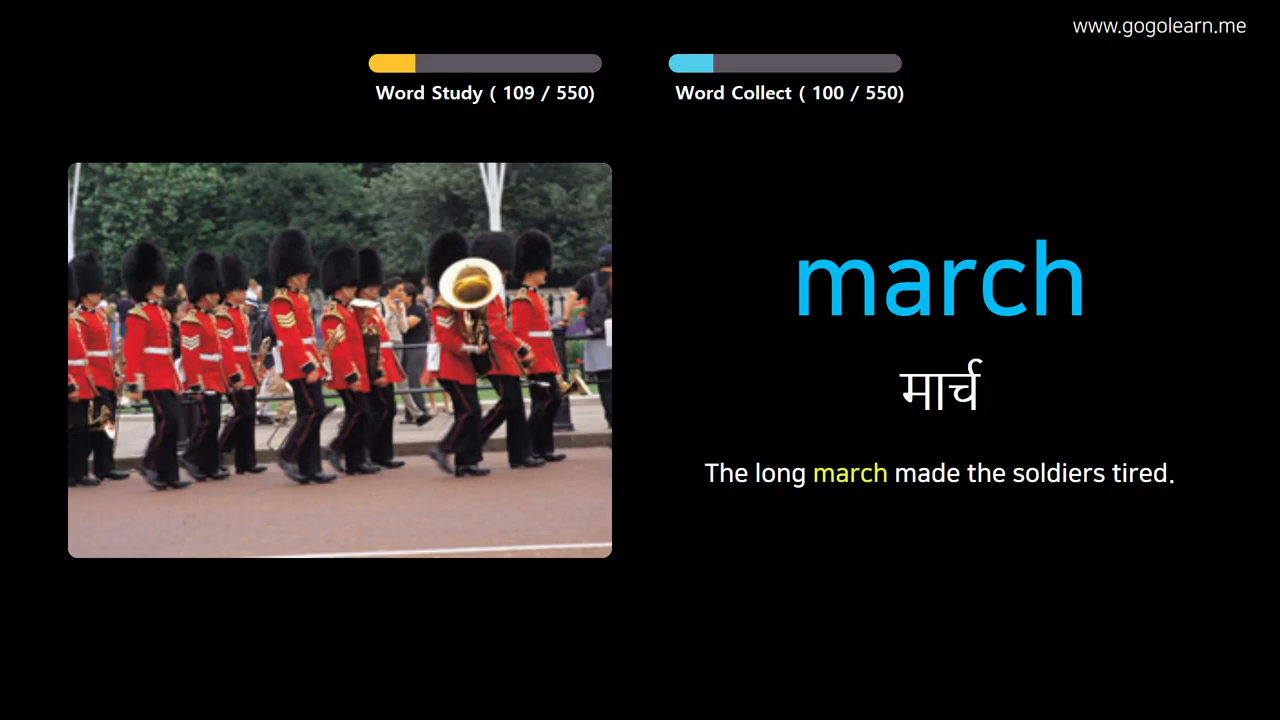 www.gogolearn.me
Word Study ( 109 / 550)
Word Collect ( 100 / 550)
march
मार्च
The long march made the soldiers tired.